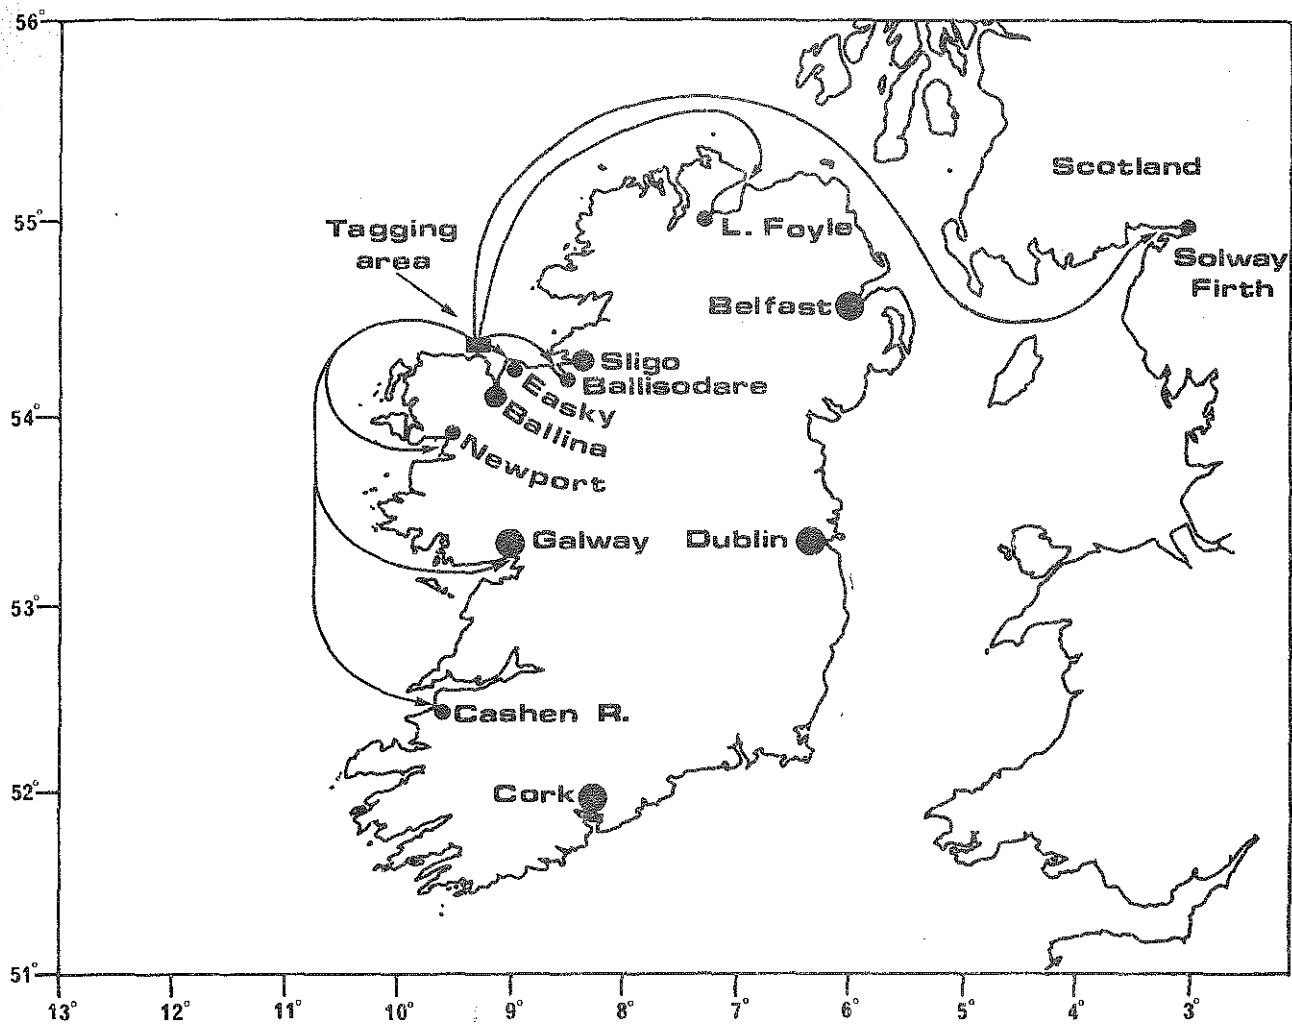 56°
Scotland
55°
Tagging
area
L. Foyle
Solway
Firth
Belfast
Sligo
Ballisodare
Easky
54°
Ballina
Newport
Galway
Dublin
53°
Cashen R.
52°
Cork
51°
13° 12° 11° 10° 9° 8° 7° 6° 5° 4° 3°